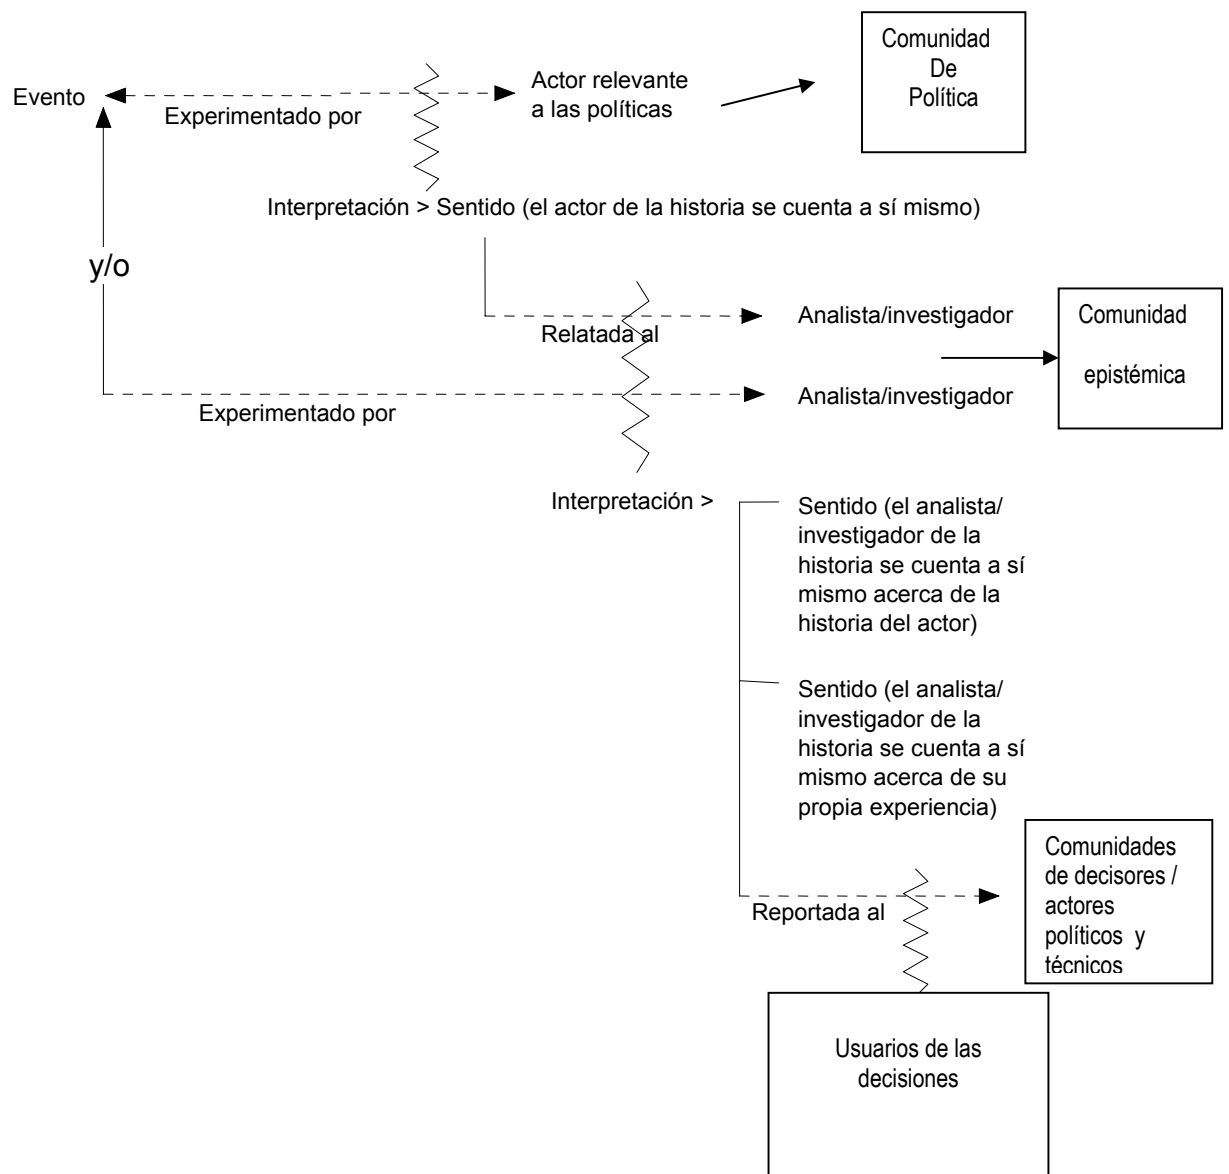 Comunidad
De
Política
Actor relevante
a las políticas
Evento
Experimentado por
Interpretación > Sentido (el actor de la historia se cuenta a sí mismo)
y/o
Analista/investigador
Relatada al
Comunidad
epistémica
Analista/investigador
Experimentado por
Interpretación >
Sentido (el analista/
investigador de la
historia se cuenta a sí
mismo acerca de la
historia del actor)
Sentido (el analista/
investigador de la
historia se cuenta a sí
mismo acerca de su
propia experiencia)
Comunidades
de decisores /
actores
políticos y
técnicos
Reportada al
Usuarios de las
decisiones